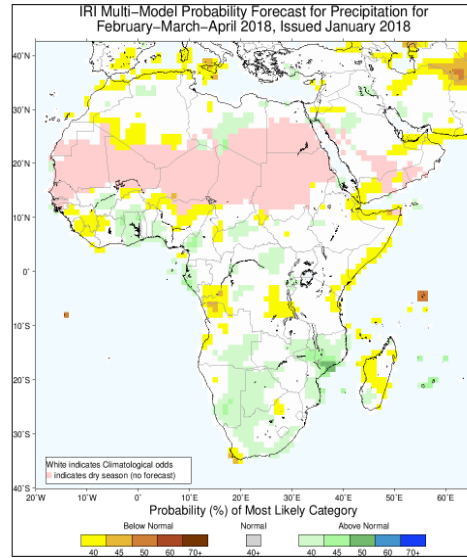 IRI Multi-Model Probability Forecast for Precipitation for
February-March-April 2018, Issued January 2018
40˚N
30˚N
20˚N
10˚N
0˚
10˚S
20˚S
30˚S
40˚S
White indicates Climatological odds
indicates dry season (no forecast)
20˚W 10˚W 0˚ 10˚E 20˚E 30˚E 40˚E 50˚E 60˚E
Probability (%) of Most Likely Category
Below Normal Normal Above Normal
40 45 50 60 70+ 40+ 40 45 50 60 70+